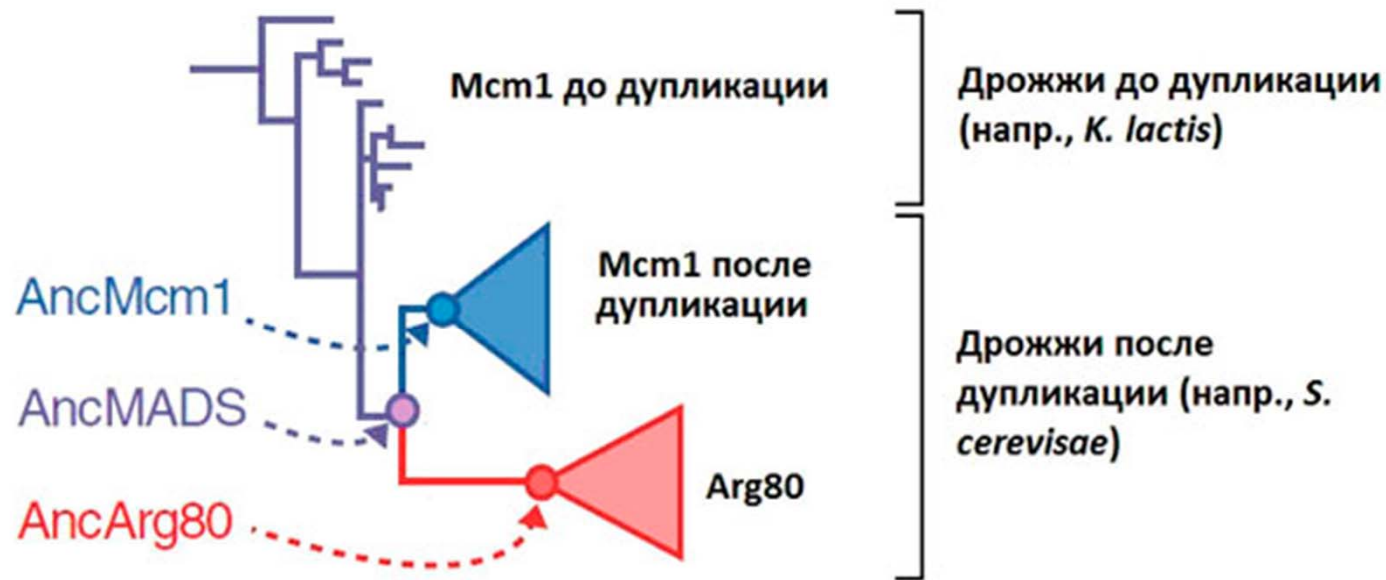 Mcm1 до дупликации
Дрожжи до дупликации
(напр., K. lactis)
AncMcm1
Mcm1 после
дупликации
AncMADS
Дрожжи после
дупликации (напр., S.
cerevisae)
Arg80
AncArg80